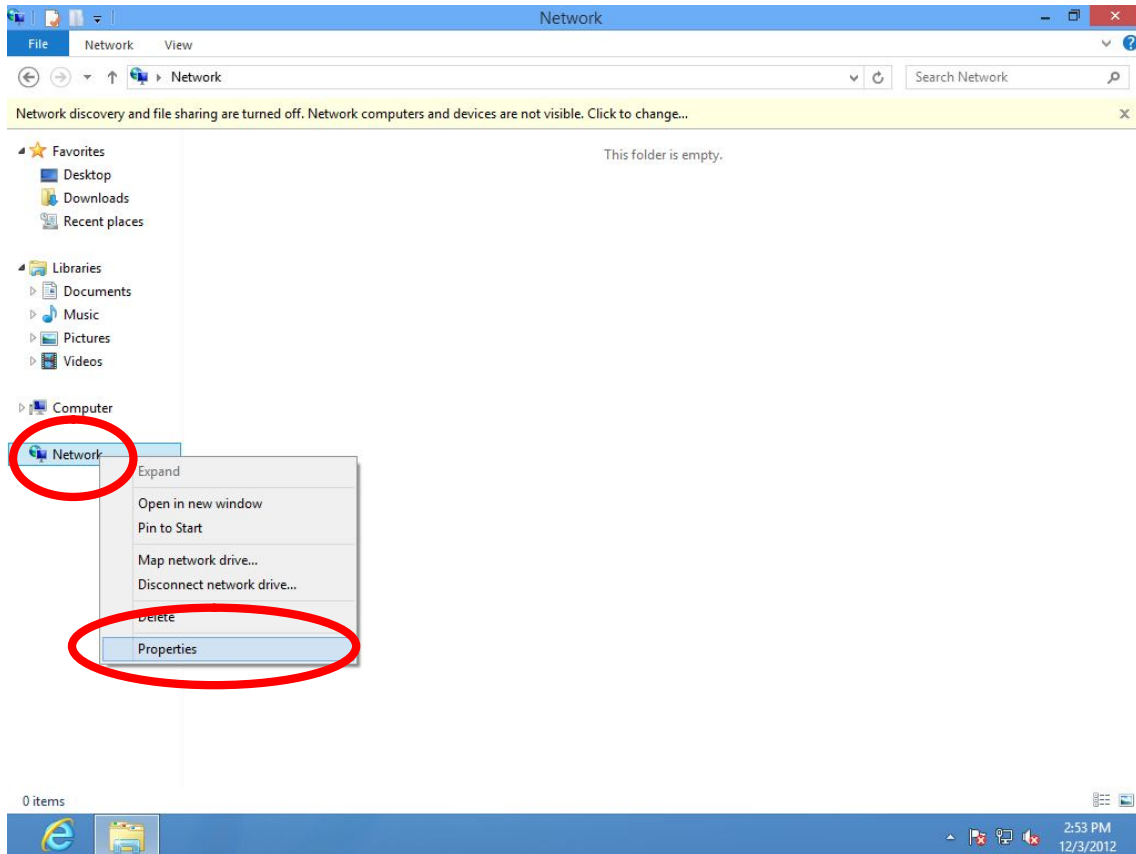 Network
File Network View
Network
Search Network
Network discovery and file sharing are turned off. Network computers and devices are not visible. Click to change...
Favorites
Desktop
Downloads
Recent places
This folder is empty.
Libraries
Documents
Music
Pictures
Videos
Computer
Network
Expand
Open in new window
Pin to Start
Map network drive...
Disconnect network drive...
Delete
Properties
0 items
2:53 PM
12/3/2012